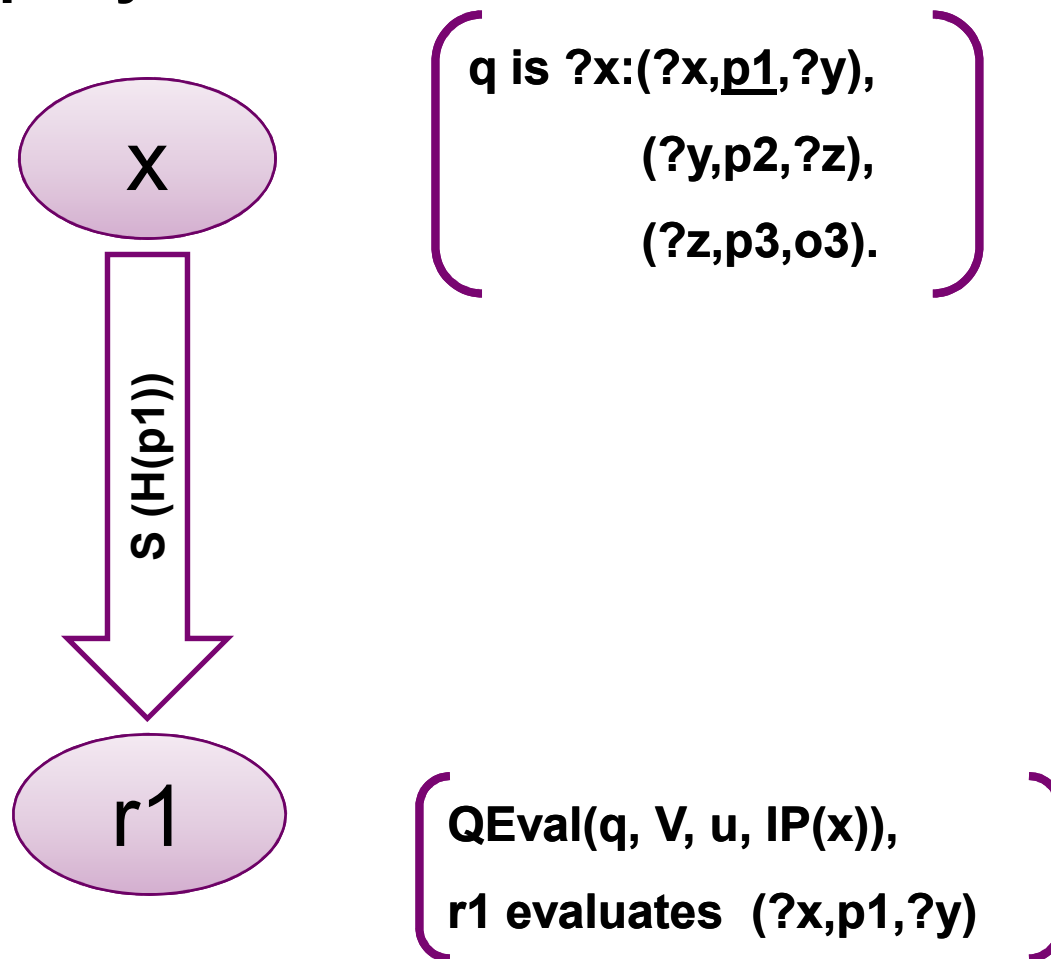 x
q is ?x:(?x,p1,?y),
(?y,p2,?z),
(?z,p3,o3).
S (H(p1))
r1
QEval(q, V, u, IP(x)),
r1 evaluates (?x,p1,?y)